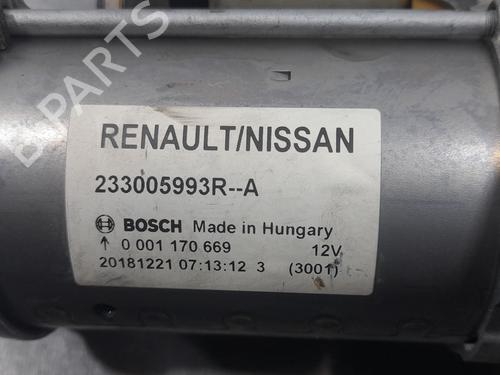 B-PARTS
RENAULT/NISSAN
233005993R--A
BOSCH Made in Hungary
↑ 0 001 170 669 12V
20181221 07:13:12 3 (3001)